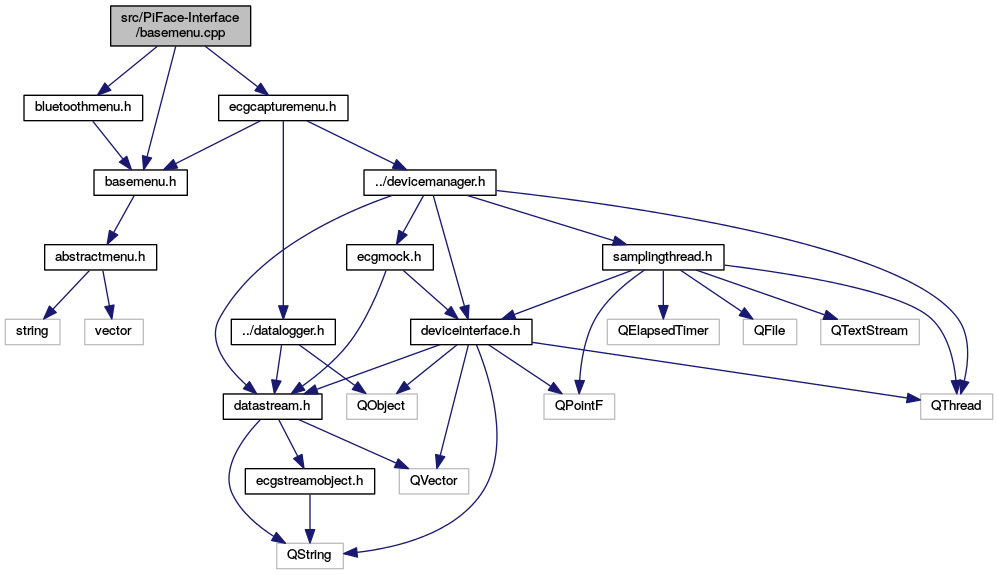 src/PiFace-Interface
/basemenu.cpp
bluetoothmenu.h
ecgcapturemenu.h
basemenu.h
../devicemanager.h
abstractmenu.h
ecgmock.h
samplingthread.h
string
vector
../datalogger.h
deviceinterface.h
QElapsedTimer
QFile
QTextStream
datastream.h
QObject
QPointF
QThread
ecgstreamobject.h
QVector
QString